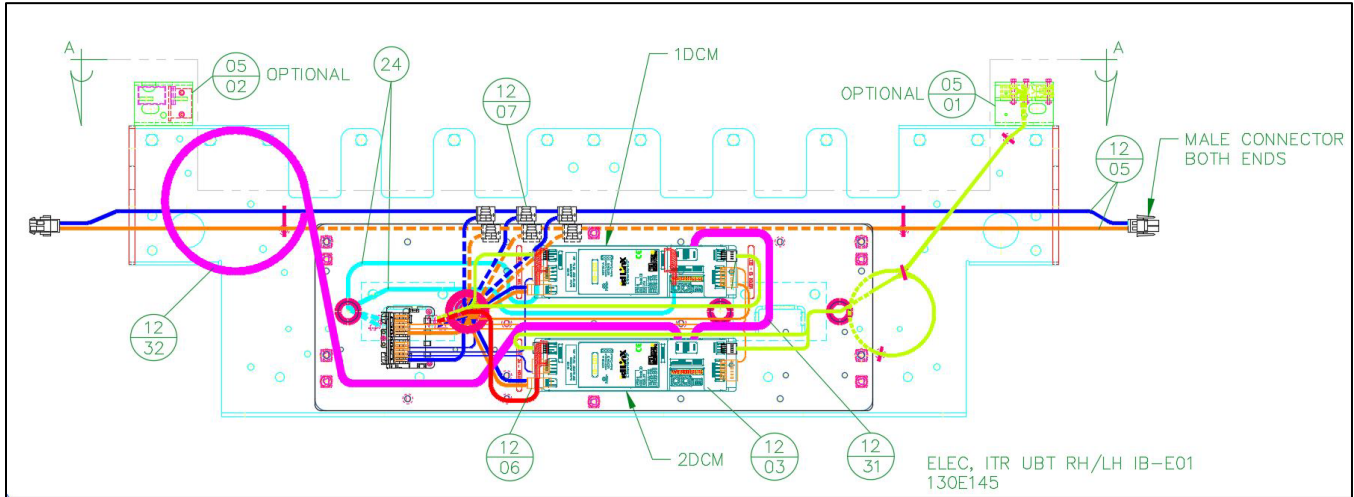 A
05
02
OPTIONAL
24
12
07
1DCM
OPTIONAL
05
01
A
12
05
MALE CONNECTOR
BOTH ENDS
12
32
12
06
2DCM
12
03
12
31
ELEC, ITR UBT RH/LH IB-E01
130E145